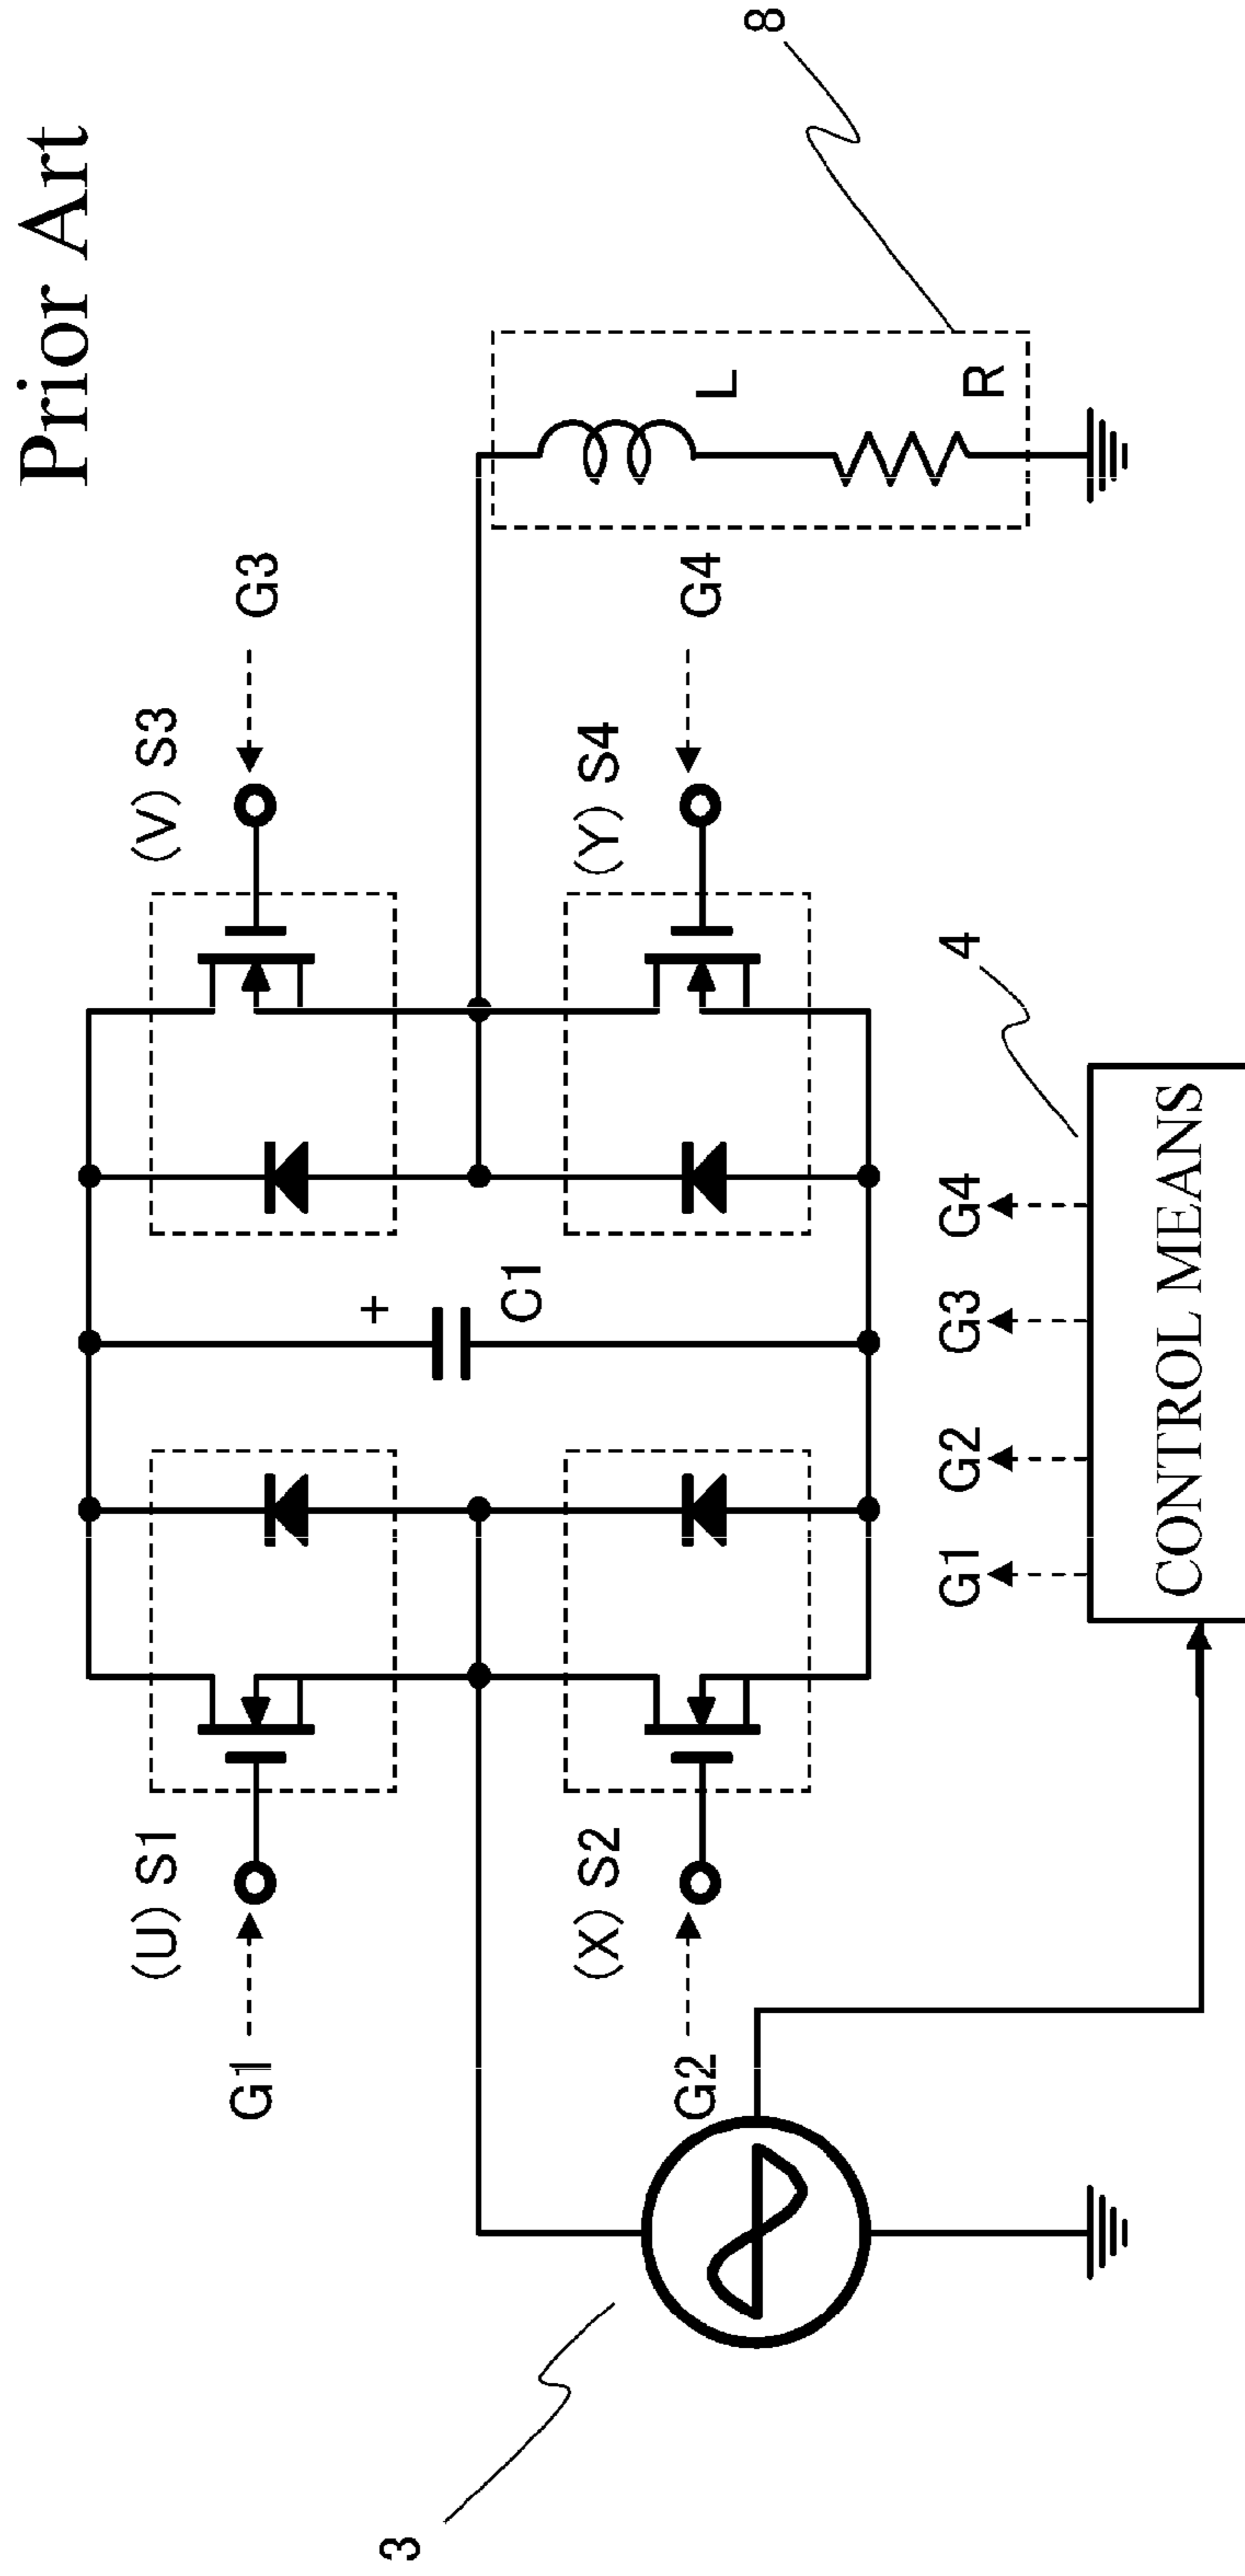 Prior Art
(U) S1
(V) S3
G1
G3
+
C1
(X) S2
(Y) S4
G2
G4
L
R
8
3
4
G1
G2
G3
G4
CONTROL MEANS